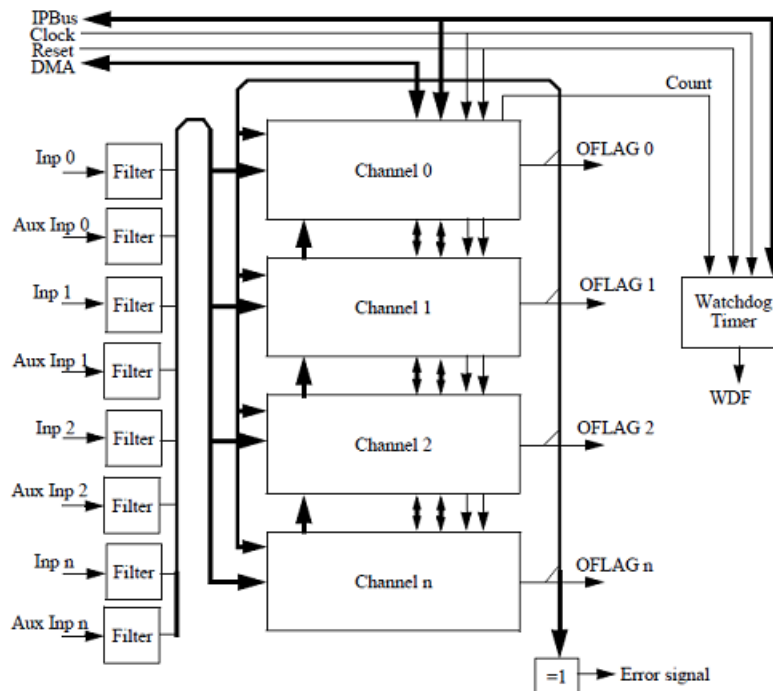 IPBus
Clock
Reset
DMA
Count
Inp 0
Filter
Channel 0
OFLAG 0
Aux Inp 0
Filter
Inp 1
Filter
Channel 1
OFLAG 1
Watchdog
Timer
Aux Inp 1
Filter
WDF
Inp 2
Filter
Channel 2
OFLAG 2
Aux Inp 2
Filter
Inp n
Filter
Channel n
OFLAG n
Aux Inp n
Filter
=1
Error signal